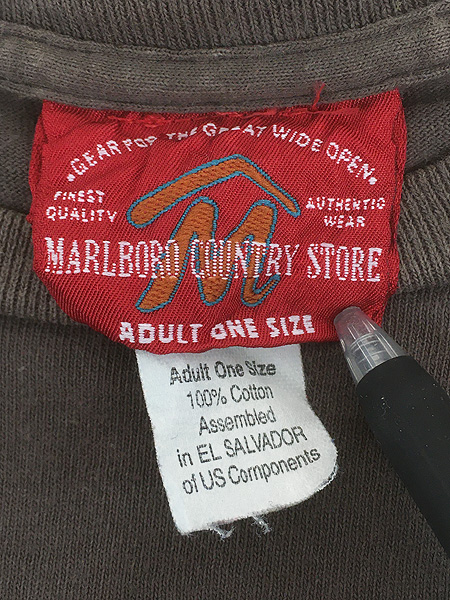 • GEAR FOR THE GREAT WIDE OPEN •
FINEST
QUALITY
AUTHENTIC
WEAR
M
MARLBORO COUNTRY STORE
ADULT ONE SIZE
Adult One Size
100% Cotton
Assembled
in EL SALVADOR
of US Components